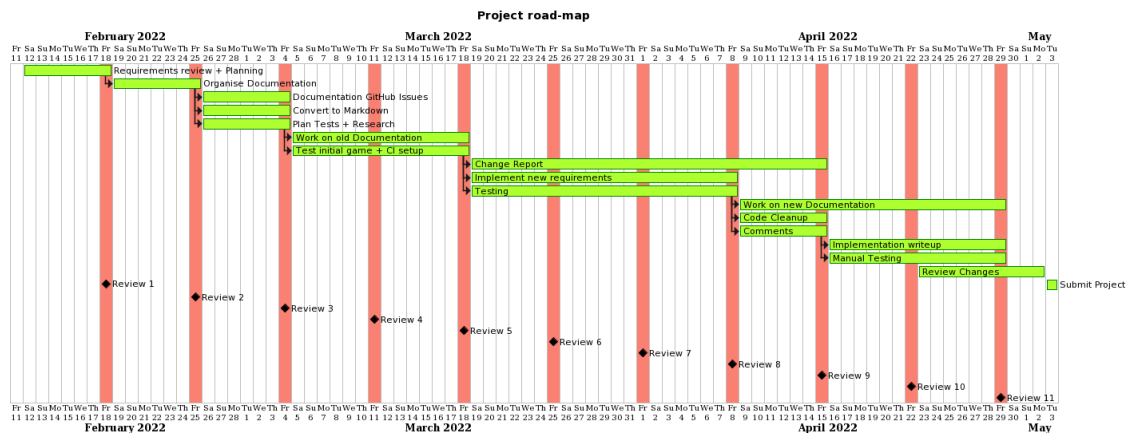 Project road-map
February 2022 March 2022 April 2022 May
Fr Sa Su Mo Tu We Th Fr Sa Su Mo Tu We Th Fr Sa Su Mo Tu We Th Fr Sa Su Mo Tu We Th Fr Sa Su Mo Tu We Th Fr Sa Su Mo Tu We Th Fr Sa Su Mo Tu We Th Fr Sa Su Mo Tu We Th Fr Sa Su Mo Tu We Th Fr Sa Su Mo Tu We Th Fr Sa Su Mo Tu We Th Fr Sa Su Mo Tu
11 12 13 14 15 16 17 18 19 20 21 22 23 24 25 26 27 28 1 2 3 4 5 6 7 8 9 10 11 12 13 14 15 16 17 18 19 20 21 22 23 24 25 26 27 28 29 30 31 1 2 3 4 5 6 7 8 9 10 11 12 13 14 15 16 17 18 19 20 21 22 23 24 25 26 27 28 29 30 1 2 3
Requirements review + Planning
Organise Documentation
Documentation GitHub Issues
Convert to Markdown
Plan Tests + Research
Work on old Documentation
Test initial game + CI setup
Change Report
Implement new requirements
Testing
Work on new Documentation
Code Cleanup
Comments
Implementation writeup
Manual Testing
Review Changes
Review 1
Submit Project
Review 2
Review 3
Review 4
Review 5
Review 6
Review 7
Review 8
Review 9
Review 10
Review 11
Fr Sa Su Mo Tu We Th Fr Sa Su Mo Tu We Th Fr Sa Su Mo Tu We Th Fr Sa Su Mo Tu We Th Fr Sa Su Mo Tu We Th Fr Sa Su Mo Tu We Th Fr Sa Su Mo Tu We Th Fr Sa Su Mo Tu We Th Fr Sa Su Mo Tu We Th Fr Sa Su Mo Tu We Th Fr Sa Su Mo Tu We Th Fr Sa Su Mo Tu
11 12 13 14 15 16 17 18 19 20 21 22 23 24 25 26 27 28 1 2 3 4 5 6 7 8 9 10 11 12 13 14 15 16 17 18 19 20 21 22 23 24 25 26 27 28 29 30 31 1 2 3 4 5 6 7 8 9 10 11 12 13 14 15 16 17 18 19 20 21 22 23 24 25 26 27 28 29 30 1 2 3
February 2022 March 2022 April 2022 May